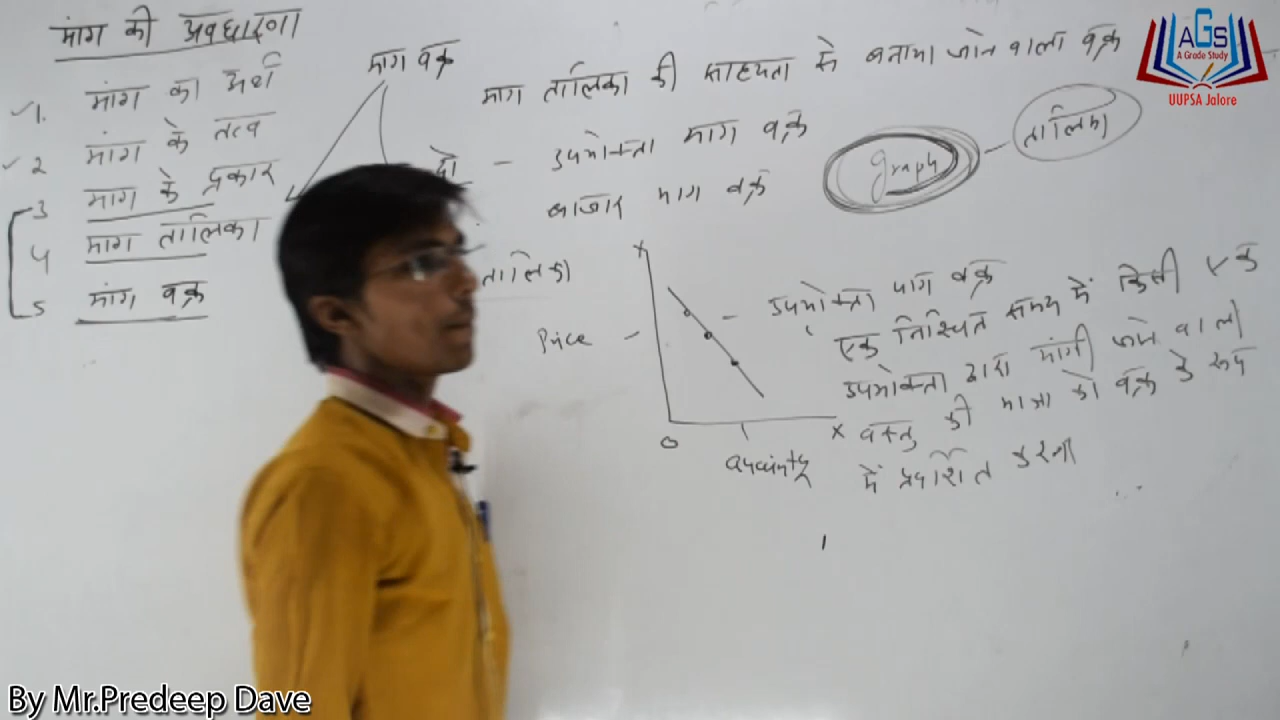 मांग की अवधारणा
1. मांग का अर्थ
2 मांग के तत्व
3 मांग के प्रकार
4 मांग तालिका
5 मांग वक्र
मांग वक्र
मांग तालिका की साहयता से बनाया जाने वाला वक्र
दो - उपभोक्ता मांग वक्र
बाजार मांग वक्र
Graph - तालिका
तालिका
Price
O
X
Quantity
उपभोक्ता मांग वक्र
एक निश्चित समय में किसी एक
उपभोक्ता द्वारा मांगी जाने वाली
वस्तु की मात्रा को वक्र के रूप
में प्रदर्शित करना
AGS
A Grade Study
UUPSA Jalore
By Mr.Predeep Dave